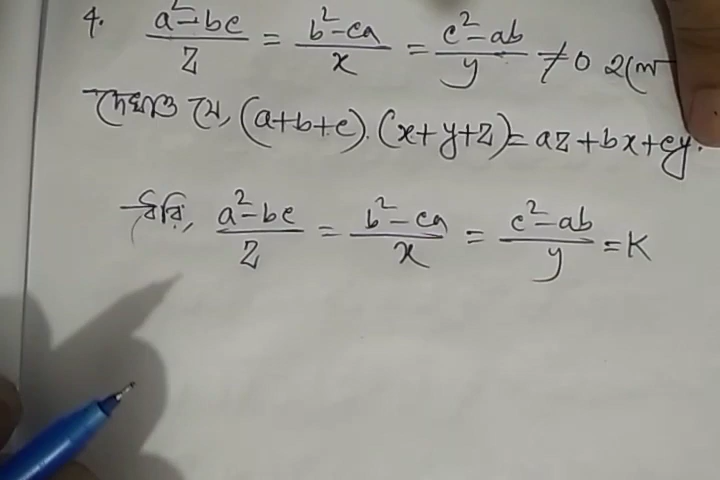 4. a²-bc/z = b²-ca/x = c²-ab/y ≠ 0 হলে
দেখাও যে, (a+b+c).(x+y+z)=az+bx+cy.
ধরি, a²-bc/z = b²-ca/x = c²-ab/y = K